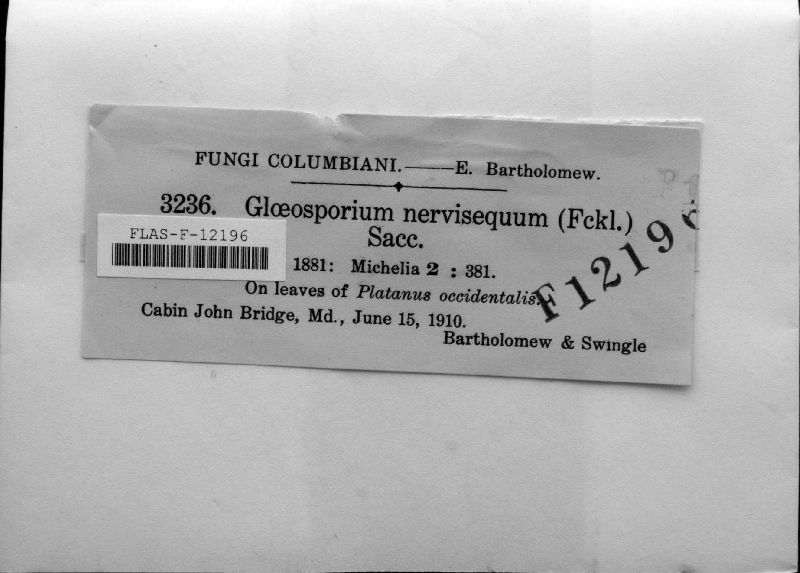 FUNGI COLUMBIANI.——E. Bartholomew.
3236. Glœosporium nervisequum (Fckl.)
Sacc.
FLAS-F-12196
1881: Michelia 2 : 381.
On leaves of Platanus occidentalis.
F12196
Cabin John Bridge, Md., June 15, 1910.
Bartholomew & Swingle